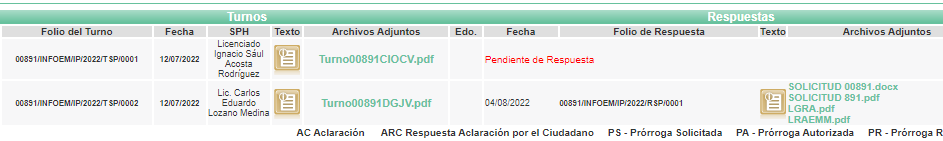 Turnos Respuestas
Folio del Turno Fecha SPH Texto Archivos Adjuntos Edo. Fecha Folio de Respuesta Texto Archivos Adjuntos
00891/INFOEM/IP/2022/TSP/0001 12/07/2022 Licenciado Ignacio Sául Acosta Rodríguez Turno00891CIOCV.pdf Pendiente de Respuesta
00891/INFOEM/IP/2022/TSP/0002 12/07/2022 Lic. Carlos Eduardo Lozano Medina Turno00891DGJV.pdf 04/08/2022 00891/INFOEM/IP/2022/RSP/0001 SOLICITUD 00891.docx
SOLICITUD 891.pdf
LGRA.pdf
LRAEMM.pdf
AC Aclaración ARC Respuesta Aclaración por el Ciudadano PS - Prórroga Solicitada PA - Prórroga Autorizada PR - Prórroga R